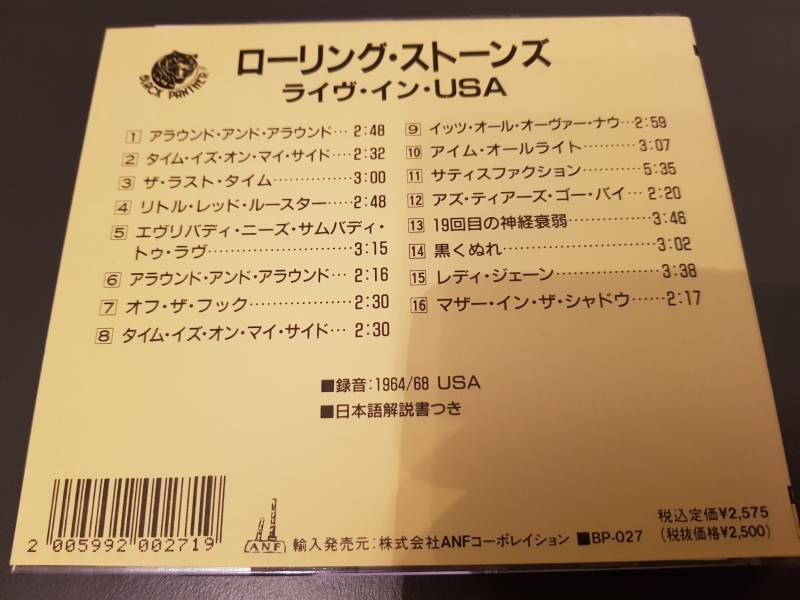 BLACK PANTHER
ローリング・ストーンズ
ライヴ・イン・USA
1 アラウンド・アンド・アラウンド…2:48
2 タイム・イズ・オン・マイ・サイド…2:32
3 ザ・ラスト・タイム…………3:00
4 リトル・レッド・ルースター……2:48
5 エヴリバディ・ニーズ・サムバディ・
トゥ・ラヴ…………………3:15
6 アラウンド・アンド・アラウンド…2:16
7 オフ・ザ・フック……………2:30
8 タイム・イズ・オン・マイ・サイド…2:30
9 イッツ・オール・オーヴァー・ナウ…2:59
10 アイム・オールライト…………3:07
11 サティスファクション…………5:35
12 アズ・ティアーズ・ゴー・バイ…2:20
13 19回目の神経衰弱……………3:46
14 黒くぬれ……………………3:02
15 レディ・ジェーン………………3:38
16 マザー・イン・ザ・シャドウ……2:17
■録音:1964/68 USA
■日本語解説書つき
2 005992 002719
ANF 輸入発売元:株式会社ANFコーポレイション ■BP-027
税込定価¥2,575
(税抜価格¥2,500)